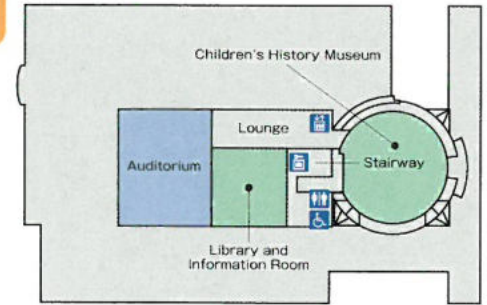 Children's History Museum
Lounge
Auditorium
Stairway
Library and
Information Room